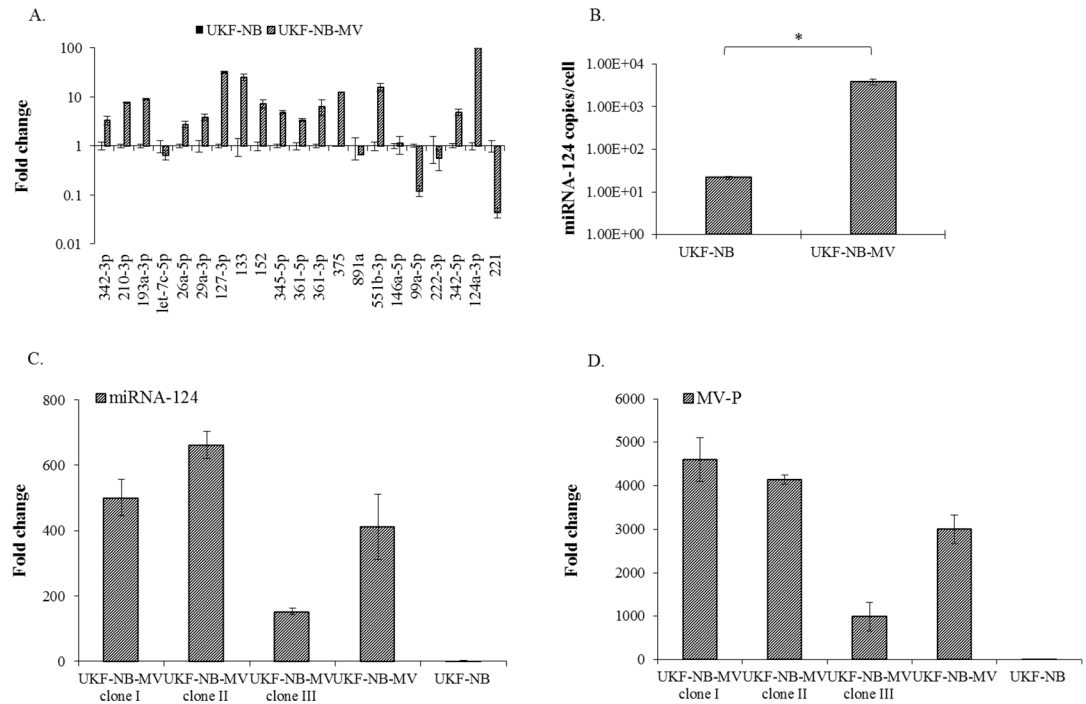 A.
UKF-NB UKF-NB-MV
Fold change
100
10
1
0.1
0.01
342-3p
210-3p
193a-3p
let-7c-5p
26a-5p
29a-3p
127-3p
133
152
345-5p
361-5p
361-3p
375
891a
551b-3p
146a-5p
99a-5p
222-3p
342-5p
124a-3p
221
B.
*
miRNA-124 copies/cell
1.00E+04
1.00E+03
1.00E+02
1.00E+01
1.00E+00
UKF-NB UKF-NB-MV
C.
miRNA-124
Fold change
800
600
400
200
0
UKF-NB-MV UKF-NB-MV UKF-NB-MV UKF-NB-MV UKF-NB
clone I clone II clone III
D.
MV-P
Fold change
6000
5000
4000
3000
2000
1000
0
UKF-NB-MV UKF-NB-MV UKF-NB-MV UKF-NB-MV UKF-NB
clone I clone II clone III